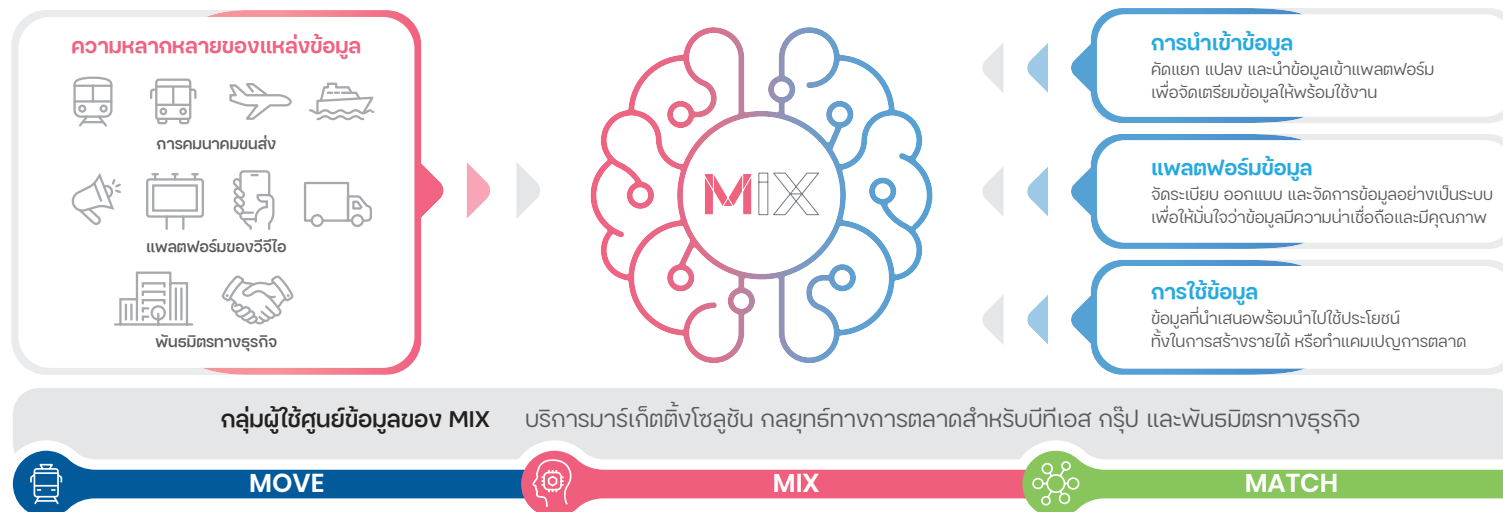 ความหลากหลายของแหล่งข้อมูล
การคมนาคมขนส่ง
แพลตฟอร์มของวีจีไอ
พันธมิตรทางธุรกิจ
MIX
การนำเข้าข้อมูล
คัดแยก แปลง และนำข้อมูลเข้าแพลตฟอร์ม
เพื่อจัดเตรียมข้อมูลให้พร้อมใช้งาน
แพลตฟอร์มข้อมูล
จัดระเบียบ ออกแบบ และจัดการข้อมูลอย่างเป็นระบบ
เพื่อให้มั่นใจว่าข้อมูลมีความน่าเชื่อถือและมีคุณภาพ
การใช้ข้อมูล
ข้อมูลที่นำเสนอพร้อมนำไปใช้ประโยชน์
ทั้งในการสร้างรายได้ หรือทำแคมเปญการตลาด
กลุ่มผู้ใช้ศูนย์ข้อมูลของ MIX บริการมาร์เก็ตติ้งโซลูชัน กลยุทธ์ทางการตลาดสำหรับบีทีเอส กรุ๊ป และพันธมิตรทางธุรกิจ
MOVE MIX MATCH